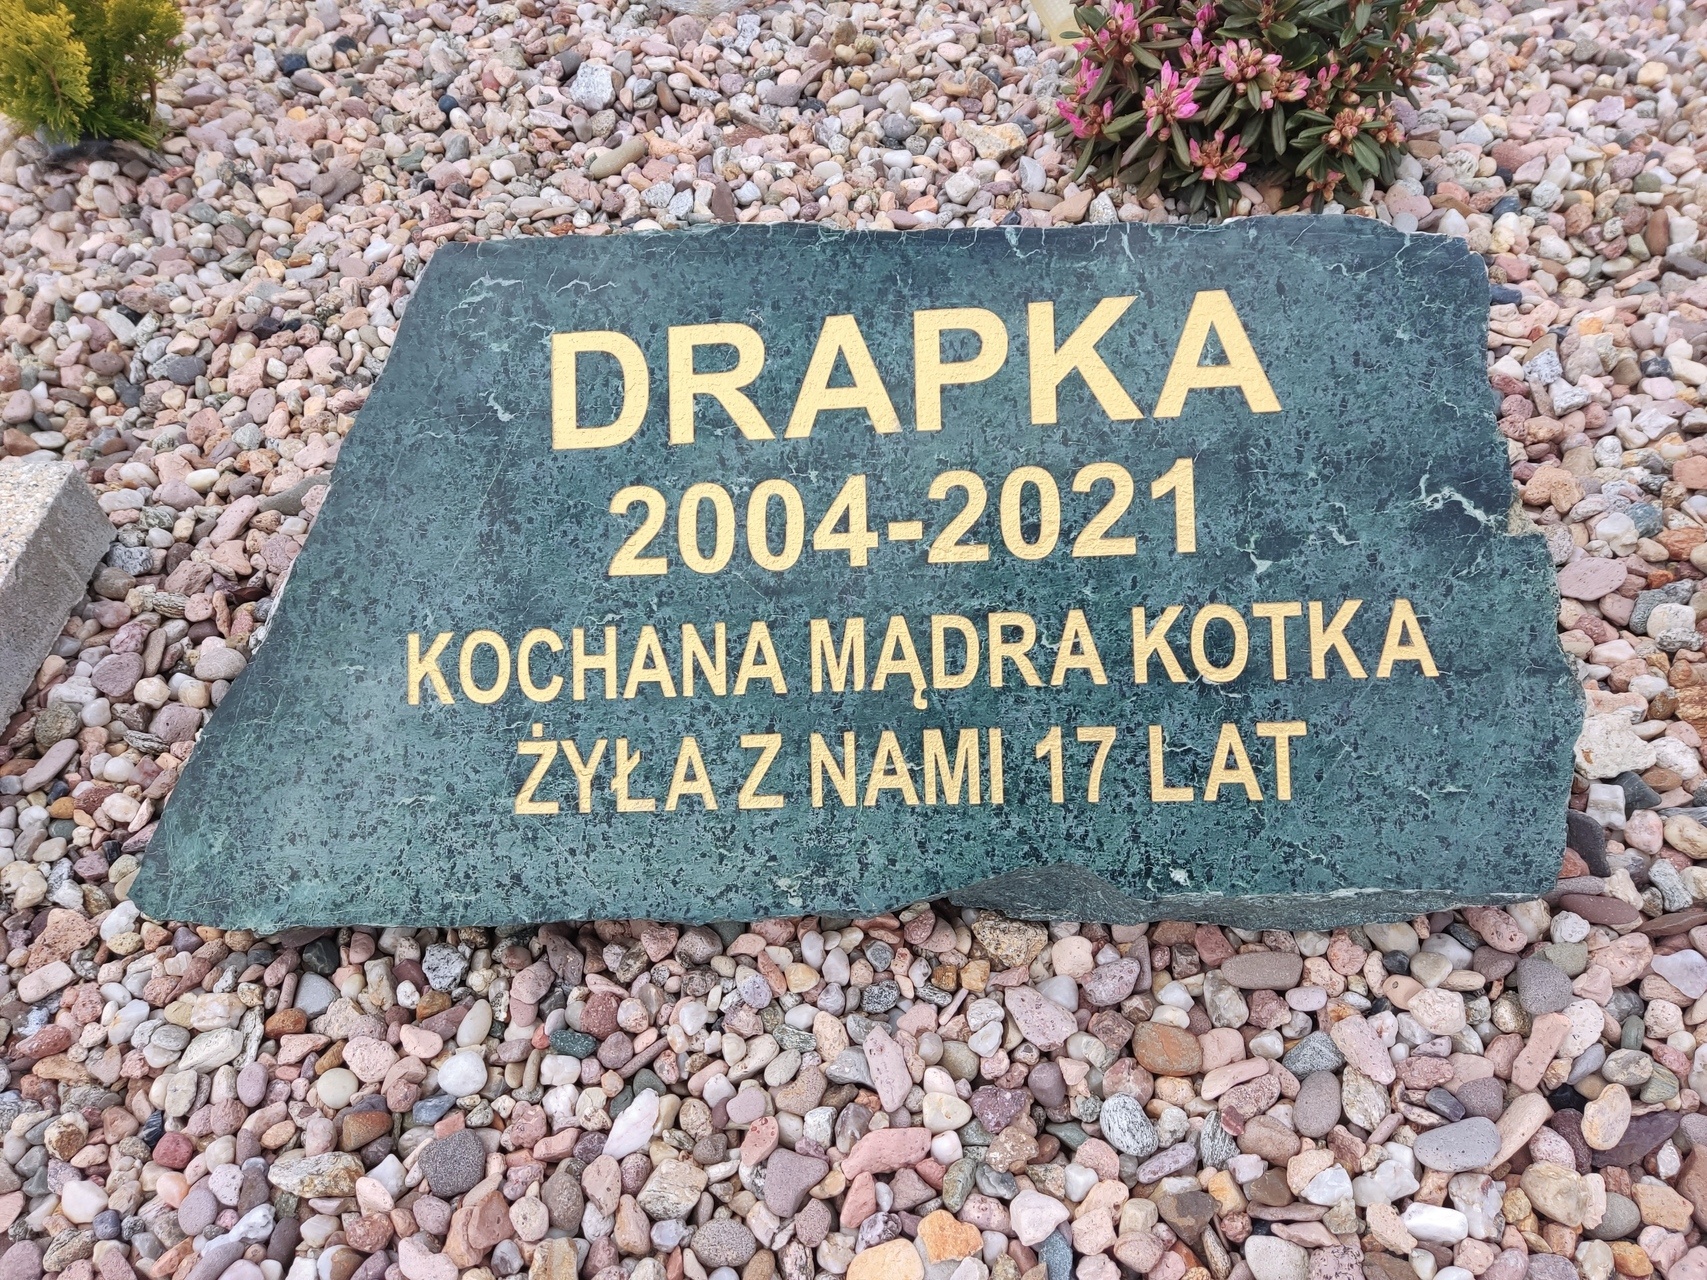 DRAPKA
2004-2021
KOCHANA MĄDRA KOTKA
ŻYŁA Z NAMI 17 LAT